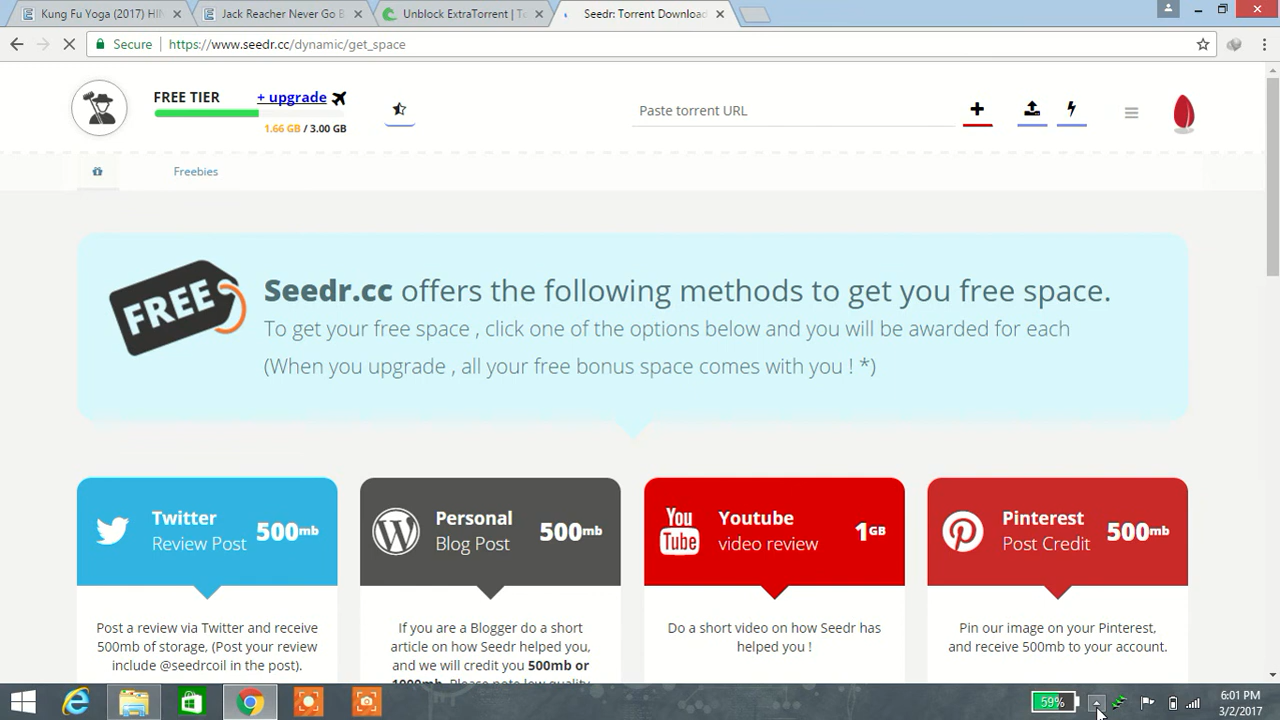 Kung Fu Yoga (2017) HIN
Jack Reacher Never Go B
Unblock ExtraTorrent | To
Seedr: Torrent Download
Secure
https://www.seedr.cc/dynamic/get_space
FREE TIER
+ upgrade
1.66 GB / 3.00 GB
Paste torrent URL
Freebies
FREE
Seedr.cc offers the following methods to get you free space.
To get your free space , click one of the options below and you will be awarded for each
(When you upgrade , all your free bonus space comes with you ! *)
Twitter
Review Post
500mb
Personal
Blog Post
500mb
You
Tube
Youtube
video review
1GB
Pinterest
Post Credit
500mb
Post a review via Twitter and receive
500mb of storage, (Post your review
include @seedrcoil in the post).
If you are a Blogger do a short
article on how Seedr helped you,
and we will credit you 500mb or
1000mb. Please note low quality
Do a short video on how Seedr has
helped you !
Pin our image on your Pinterest,
and receive 500mb to your account.
59%
6:01 PM
3/2/2017